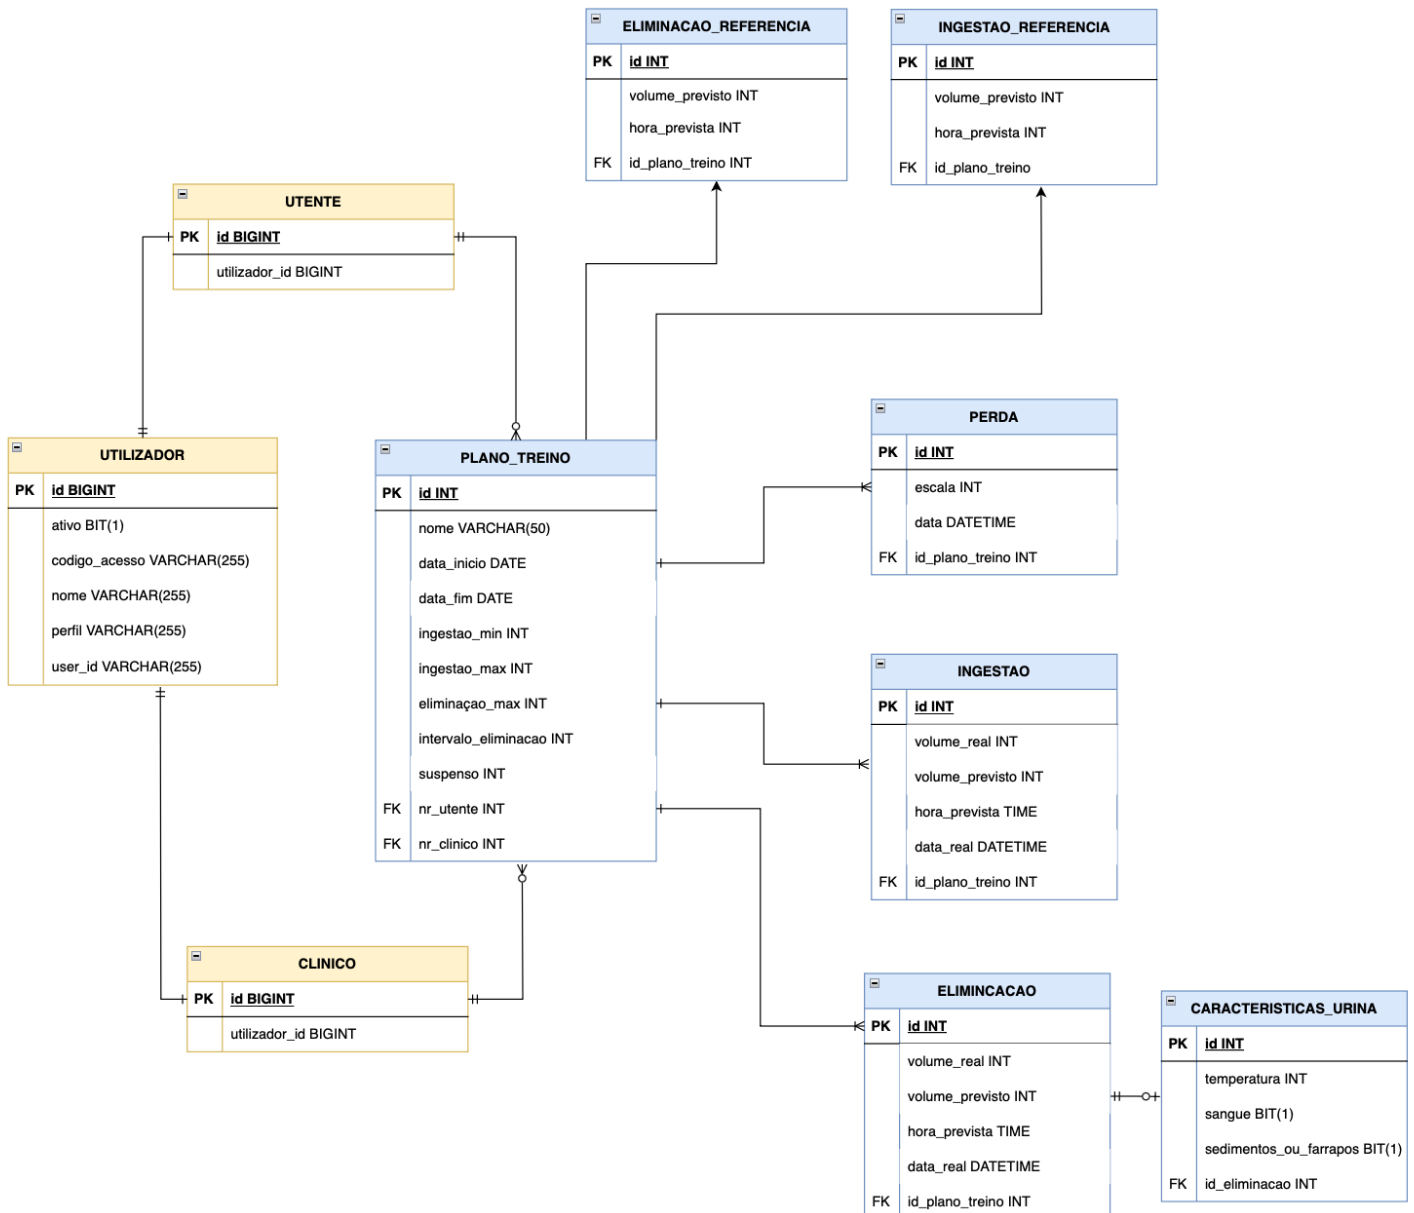 ELIMINACAO_REFERENCIA
PK id INT
volume_previsto INT
hora_prevista INT
FK id_plano_treino INT
INGESTAO_REFERENCIA
PK id INT
volume_previsto INT
hora_prevista INT
FK id_plano_treino
UTENTE
PK id BIGINT
utilizador_id BIGINT
UTILIZADOR
PK id BIGINT
ativo BIT(1)
codigo_acesso VARCHAR(255)
nome VARCHAR(255)
perfil VARCHAR(255)
user_id VARCHAR(255)
PLANO_TREINO
PK id INT
nome VARCHAR(50)
data_inicio DATE
data_fim DATE
ingestao_min INT
ingestao_max INT
eliminaçao_max INT
intervalo_eliminacao INT
suspenso INT
FK nr_utente INT
FK nr_clinico INT
PERDA
PK id INT
escala INT
data DATETIME
FK id_plano_treino INT
INGESTAO
PK id INT
volume_real INT
volume_previsto INT
hora_prevista TIME
data_real DATETIME
FK id_plano_treino INT
CLINICO
PK id BIGINT
utilizador_id BIGINT
ELIMINCACAO
PK id INT
volume_real INT
volume_previsto INT
hora_prevista TIME
data_real DATETIME
FK id_plano_treino INT
CARACTERISTICAS_URINA
PK id INT
temperatura INT
sangue BIT(1)
sedimentos_ou_farrapos BIT(1)
FK id_eliminacao INT